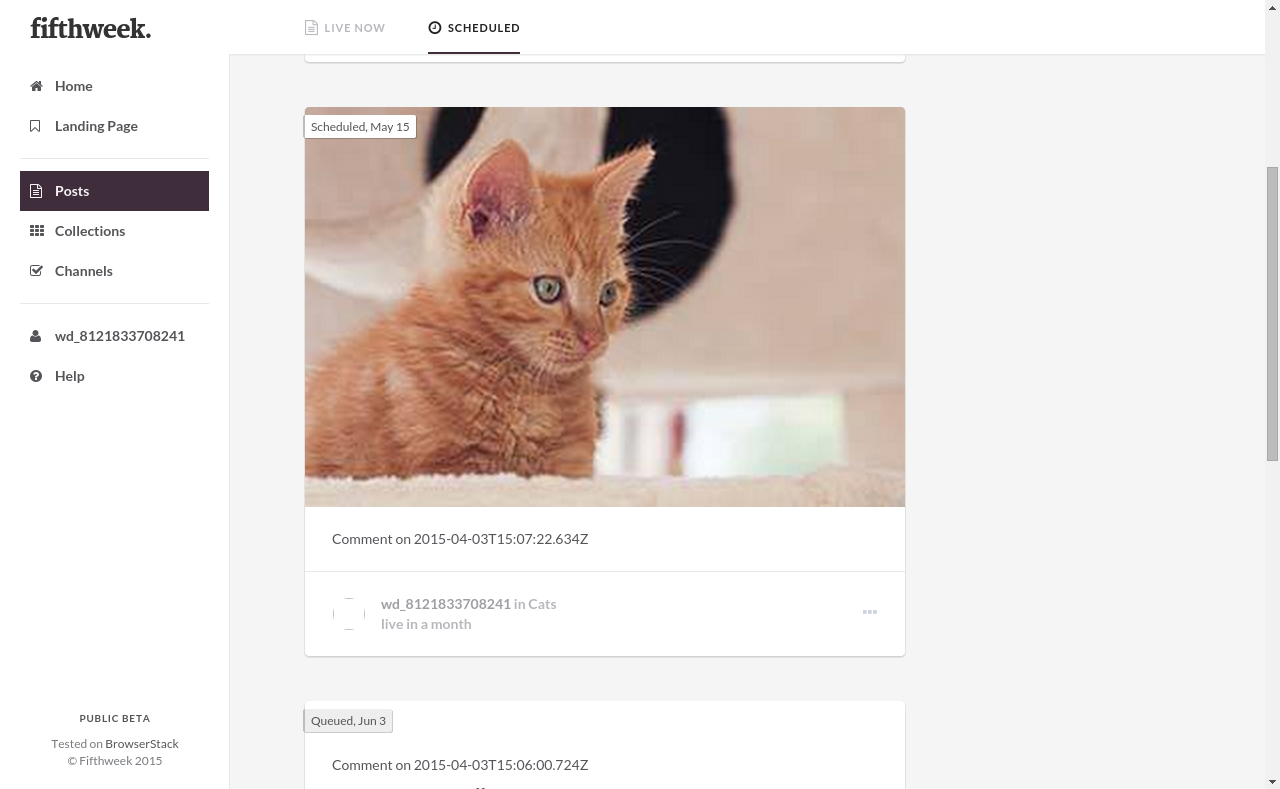 fifthweek.
LIVE NOW
SCHEDULED
Home
Landing Page
Posts
Collections
Channels
wd_8121833708241
Help
PUBLIC BETA
Tested on BrowserStack
© Fifthweek 2015
Scheduled, May 15
Comment on 2015-04-03T15:07:22.634Z
wd_8121833708241 in Cats
live in a month
Queued, Jun 3
Comment on 2015-04-03T15:06:00.724Z